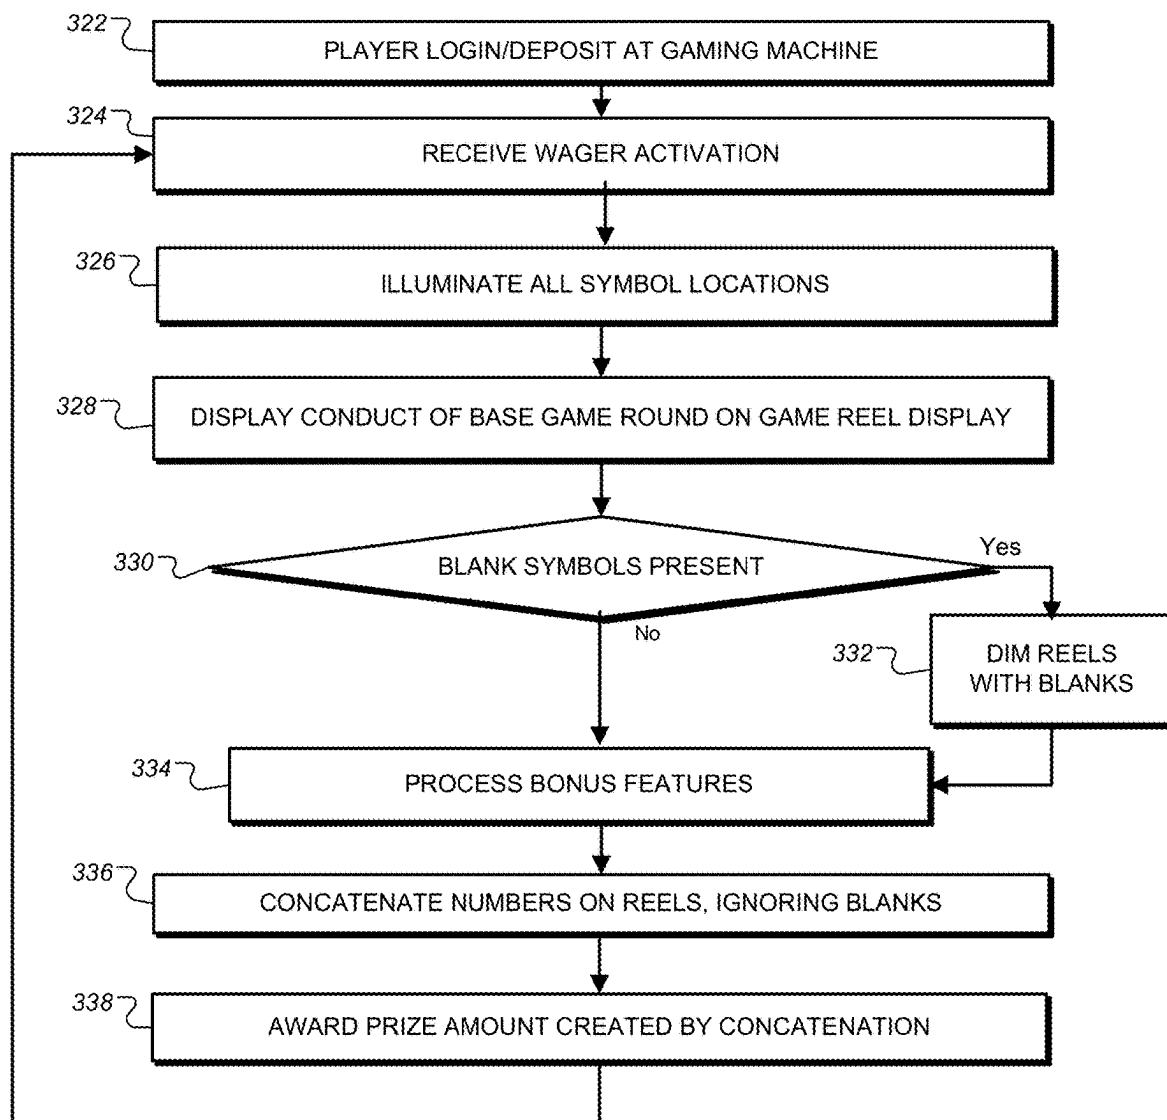 322
PLAYER LOGIN/DEPOSIT AT GAMING MACHINE
324
RECEIVE WAGER ACTIVATION
326
ILLUMINATE ALL SYMBOL LOCATIONS
328
DISPLAY CONDUCT OF BASE GAME ROUND ON GAME REEL DISPLAY
330
BLANK SYMBOLS PRESENT
Yes
No
332
DIM REELS
WITH BLANKS
334
PROCESS BONUS FEATURES
336
CONCATENATE NUMBERS ON REELS, IGNORING BLANKS
338
AWARD PRIZE AMOUNT CREATED BY CONCATENATION